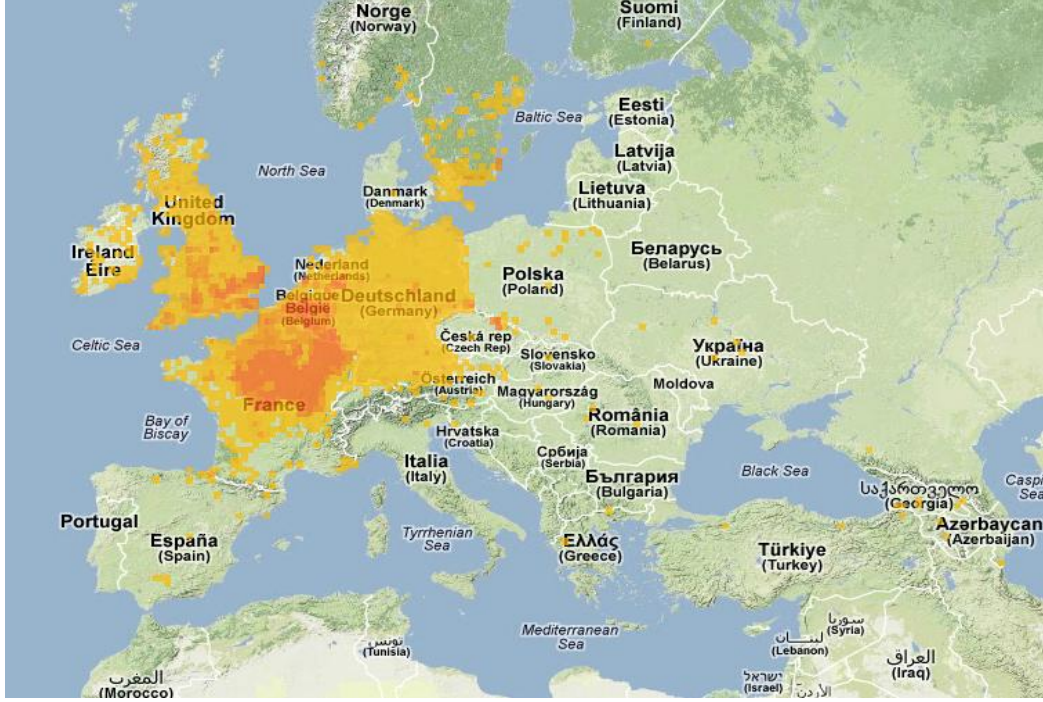 Norge
(Norway)
Suomi
(Finland)
Eesti
(Estonia)
Baltic Sea
Latvija
(Latvia)
North Sea
Danmark
(Denmark)
Lietuva
(Lithuania)
United
Kingdom
Беларусь
(Belarus)
Ireland
Éire
Nederland
(Netherlands)
Polska
(Poland)
Belgique
België
(Belgium)
Deutschland
(Germany)
Celtic Sea
Česká rep
(Czech Rep)
Україна
(Ukraine)
Slovensko
(Slovakia)
Österreich
(Austria)
Magyarország
(Hungary)
Moldova
France
România
(Romania)
Bay of
Biscay
Hrvatska
(Croatia)
Србија
(Serbia)
Italia
(Italy)
България
(Bulgaria)
Black Sea
საქართველო
(Georgia)
Caspi
Sea
Portugal
España
(Spain)
Tyrrhenian
Sea
Ελλάς
(Greece)
Türkiye
(Turkey)
Azərbaycan
(Azerbaijan)
Mediterranean
Sea
سوريا
(Syria)
لبنــــان
(Lebanon)
تونس
(Tunisia)
العراق
(Iraq)
المغرب
(Morocco)
ישראל
(Israel)
الأردن